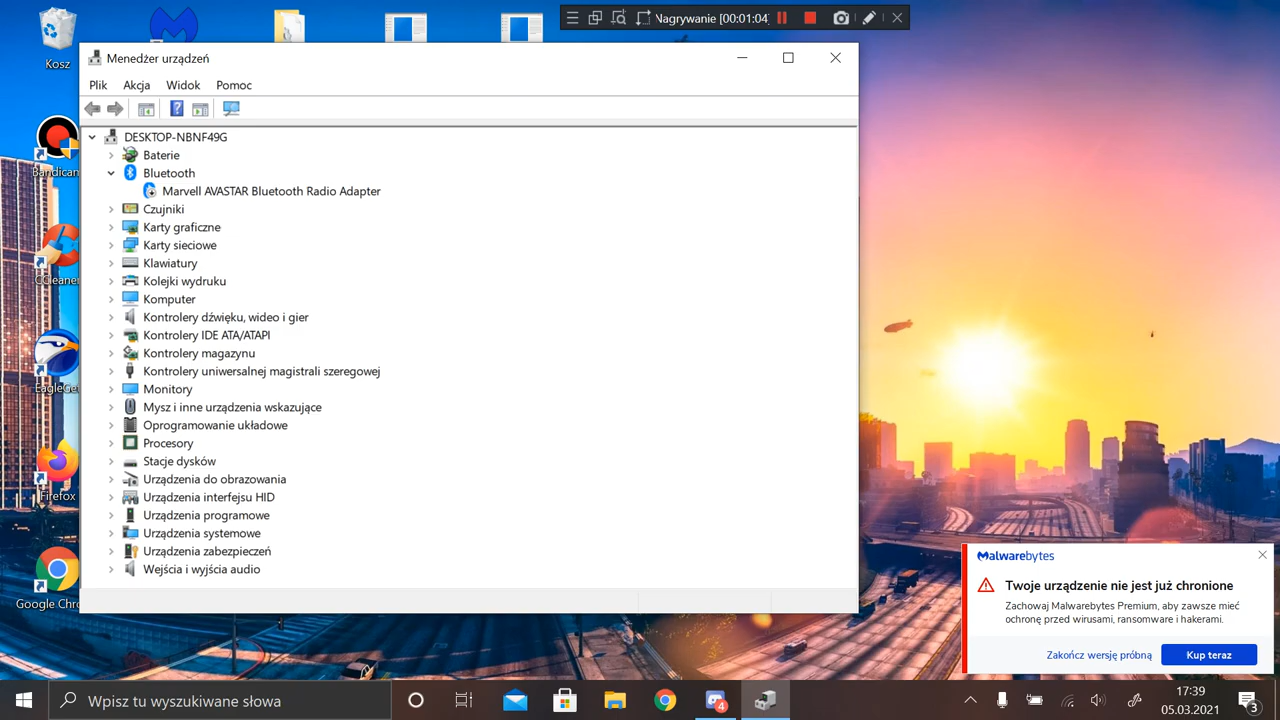 Nagrywanie [00:01:04]
Kosz
Bandicam
CCleaner
EagleGet
Firefox
Google Chro
Menedżer urządzeń
Plik Akcja Widok Pomoc
DESKTOP-NBNF49G
Baterie
Bluetooth
Marvell AVASTAR Bluetooth Radio Adapter
Czujniki
Karty graficzne
Karty sieciowe
Klawiatury
Kolejki wydruku
Komputer
Kontrolery dźwięku, wideo i gier
Kontrolery IDE ATA/ATAPI
Kontrolery magazynu
Kontrolery uniwersalnej magistrali szeregowej
Monitory
Mysz i inne urządzenia wskazujące
Oprogramowanie układowe
Procesory
Stacje dysków
Urządzenia do obrazowania
Urządzenia interfejsu HID
Urządzenia programowe
Urządzenia systemowe
Urządzenia zabezpieczeń
Wejścia i wyjścia audio
Malwarebytes
Twoje urządzenie nie jest już chronione
Zachowaj Malwarebytes Premium, aby zawsze mieć
ochronę przed wirusami, ransomware i hakerami.
Zakończ wersję próbną Kup teraz
Wpisz tu wyszukiwane słowa
4
17:39
05.03.2021
3